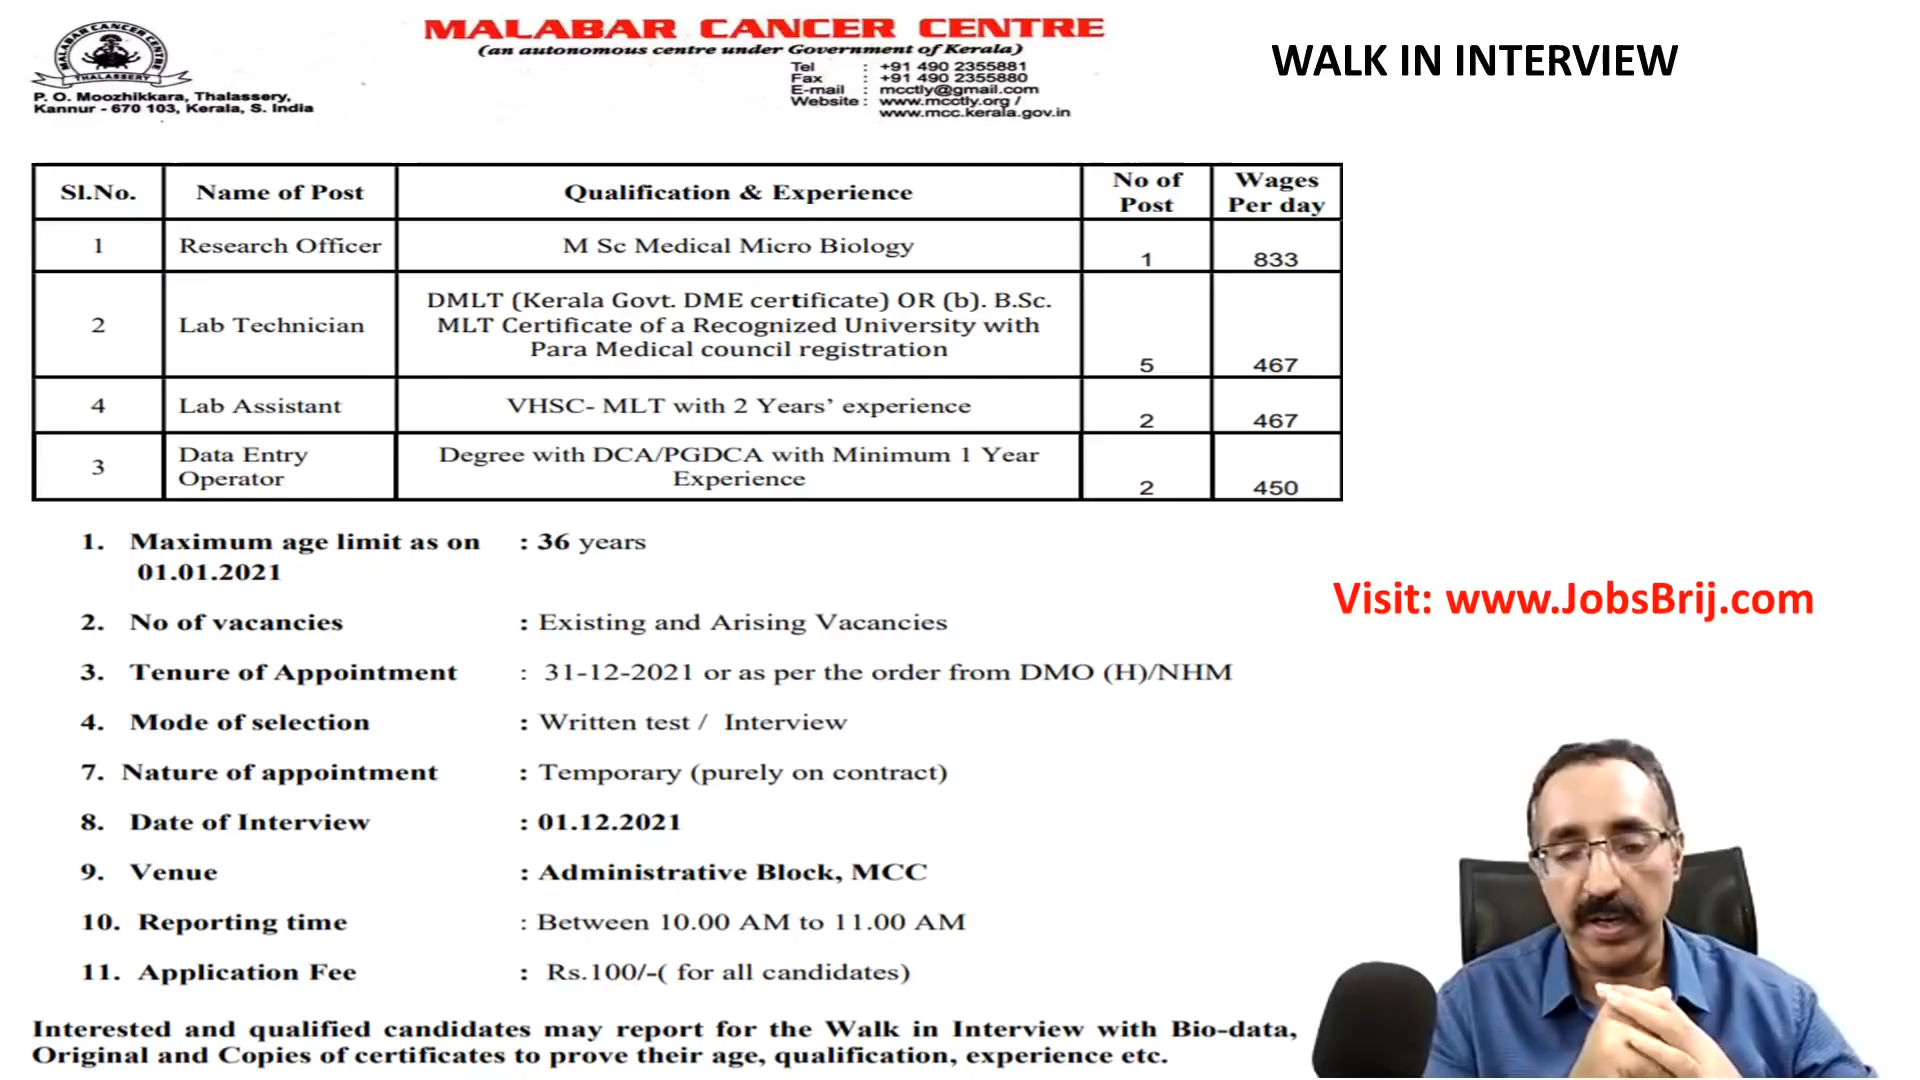 MALABAR CANCER CENTRE
THALASSERY
P. O. Moozhikkara, Thalassery,
Kannur - 670 103, Kerala, S. India
MALABAR CANCER CENTRE
(an autonomous centre under Government of Kerala)
Tel : +91 490 2355881
Fax : +91 490 2355880
E-mail : mcctly@gmail.com
Website : www.mcctly.org /
www.mcc.kerala.gov.in
WALK IN INTERVIEW
Sl.No. Name of Post Qualification & Experience No of Post Wages Per day
1 Research Officer M Sc Medical Micro Biology 1 833
2 Lab Technician DMLT (Kerala Govt. DME certificate) OR (b). B.Sc.
MLT Certificate of a Recognized University with
Para Medical council registration 5 467
4 Lab Assistant VHSC- MLT with 2 Years’ experience 2 467
3 Data Entry Operator Degree with DCA/PGDCA with Minimum 1 Year
Experience 2 450
1. Maximum age limit as on : 36 years
01.01.2021
2. No of vacancies : Existing and Arising Vacancies
3. Tenure of Appointment : 31-12-2021 or as per the order from DMO (H)/NHM
4. Mode of selection : Written test / Interview
7. Nature of appointment : Temporary (purely on contract)
8. Date of Interview : 01.12.2021
9. Venue : Administrative Block, MCC
10. Reporting time : Between 10.00 AM to 11.00 AM
11. Application Fee : Rs.100/-( for all candidates)
Interested and qualified candidates may report for the Walk in Interview with Bio-data,
Original and Copies of certificates to prove their age, qualification, experience etc.
Visit: www.JobsBrij.com